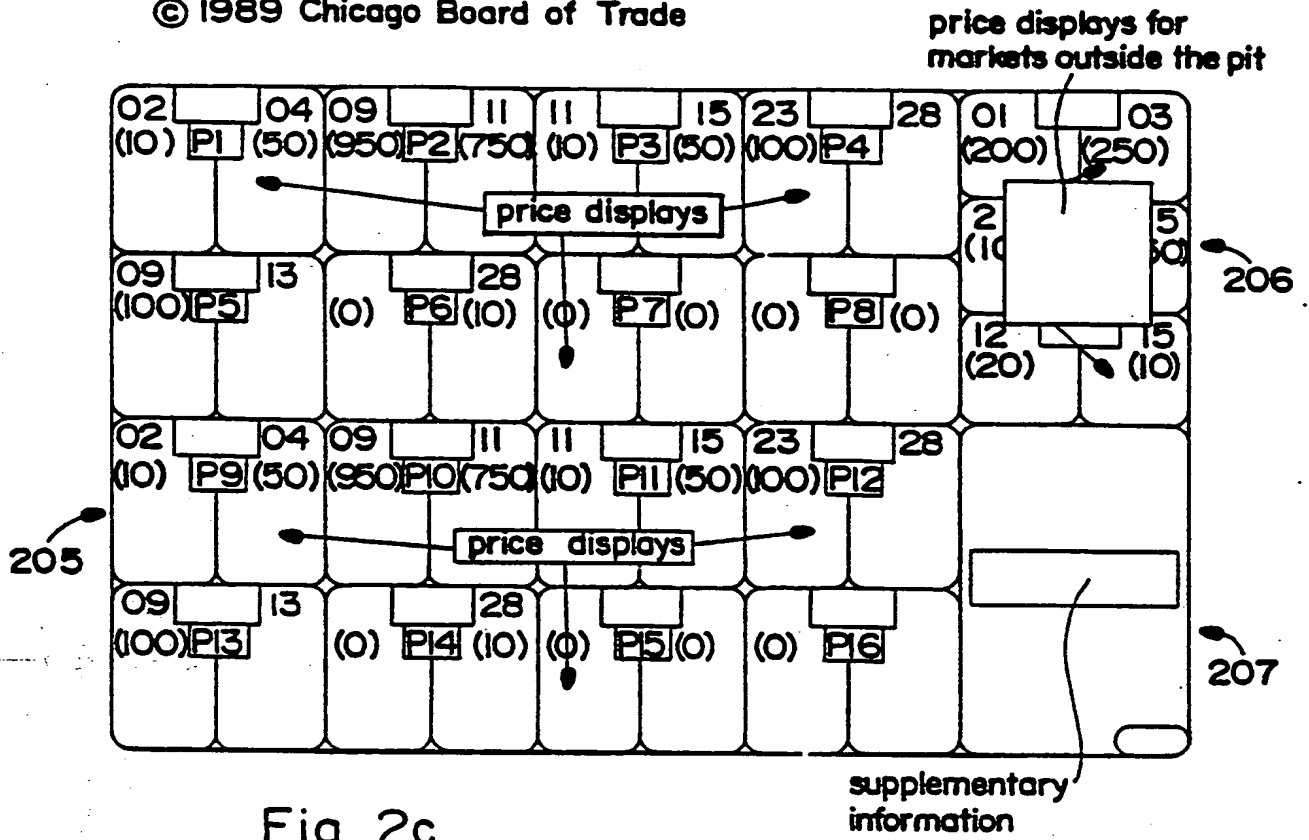 © 1989 Chicago Board of Trade
price displays for
markets outside the pit
02 04 09 11 11 15 23 28 01 03
(10) P1 (50) (950) P2 (750) (10) P3 (50) (100) P4 (200) (250)
price displays
2 5
09 13 28
206
(100) P5 (0) P6 (10) (0) P7 (0) (0) P8 (0)
12 15
(20) (10)
02 04 09 11 11 15 23 28
(10) P9 (50) (950) P10 (750) (10) P11 (50) (100) P12
205
price displays
09 13 28
(100) P13 (0) P14 (10) (0) P15 (0) (0) P16
207
supplementary
information
Fig 2c